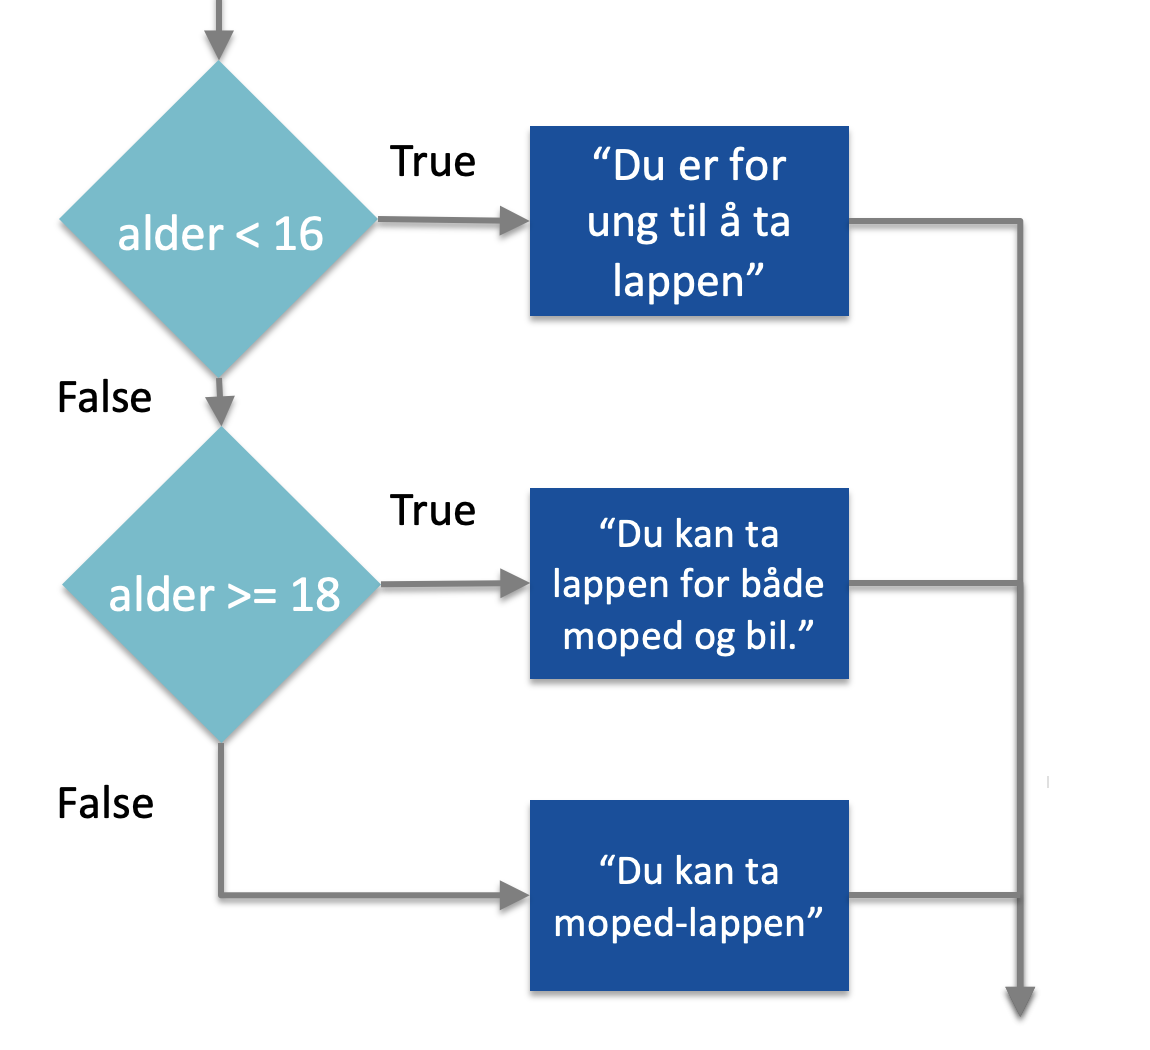 True
“Du er for
ung til å ta
lappen”
alder < 16
False
True
“Du kan ta
lappen for både
moped og bil.”
alder >= 18
False
“Du kan ta
moped-lappen”